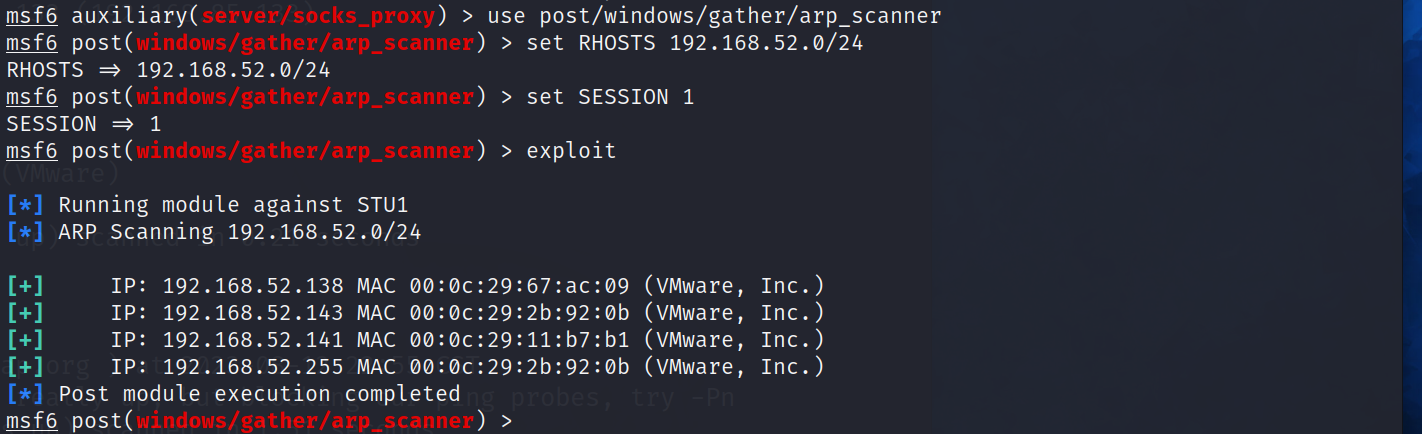 msf6 auxiliary(server/socks_proxy) > use post/windows/gather/arp_scanner
msf6 post(windows/gather/arp_scanner) > set RHOSTS 192.168.52.0/24
RHOSTS ⇒ 192.168.52.0/24
msf6 post(windows/gather/arp_scanner) > set SESSION 1
SESSION ⇒ 1
msf6 post(windows/gather/arp_scanner) > exploit
(VMware)
[*] Running module against STU1
[*] ARP Scanning 192.168.52.0/24
[+] IP: 192.168.52.138 MAC 00:0c:29:67:ac:09 (VMware, Inc.)
[+] IP: 192.168.52.143 MAC 00:0c:29:2b:92:0b (VMware, Inc.)
[+] IP: 192.168.52.141 MAC 00:0c:29:11:b7:b1 (VMware, Inc.)
[+] IP: 192.168.52.255 MAC 00:0c:29:2b:92:0b (VMware, Inc.)
[*] Post module execution completed
probes, try -Pn
msf6 post(windows/gather/arp_scanner) >